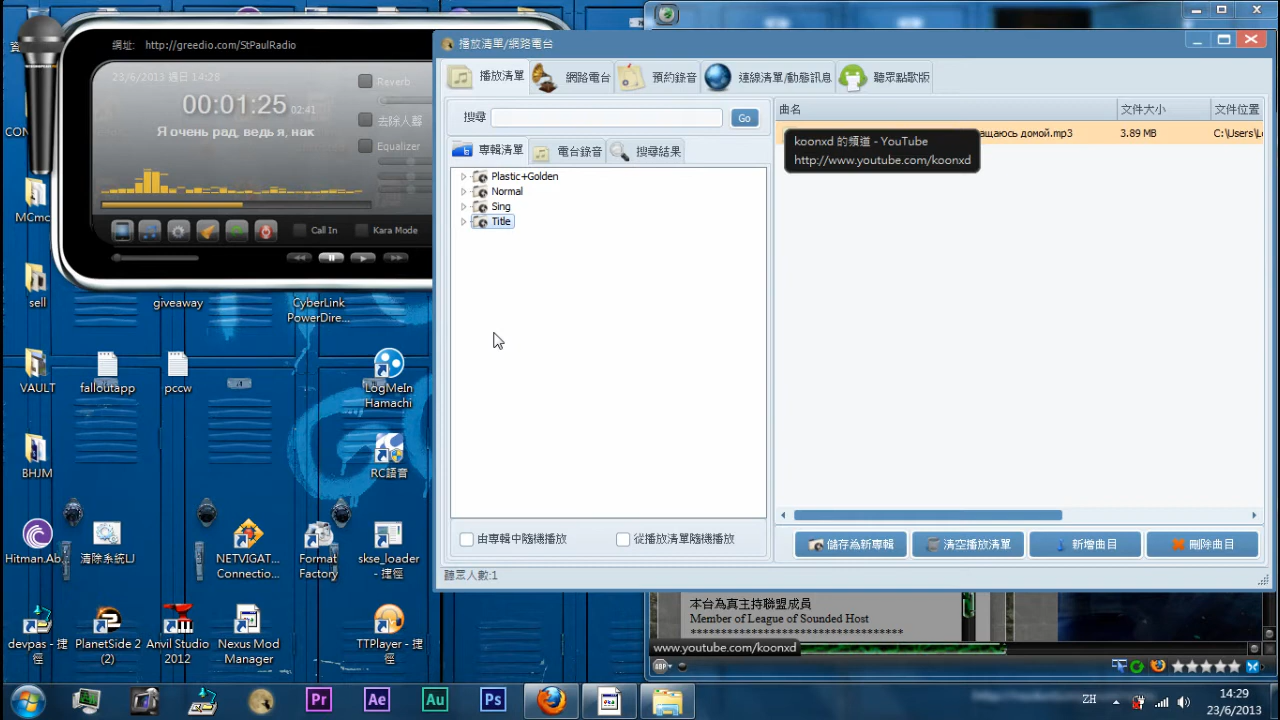 網址: http://greedio.com/StPaulRadio
23/6/2013 週日 14:28
00:01:25 02:41
Я очень рад, ведь я, нак
Reverb
去除人聲
Equalizer
Call In
Kara Mode
播放清單/網路電台
播放清單
網路電台
預約錄音
連線清單/動態訊息
聽眾點歌版
搜尋
Go
專輯清單
電台錄音
搜尋結果
Plastic+Golden
Normal
Sing
Title
由專輯中隨機播放
從播放清單隨機播放
聽眾人數:1
曲名
文件大小
文件位置
ащаюсь домой.mp3
3.89 MB
C:\Users\L
koonxd 的頻道 - YouTube
http://www.youtube.com/koonxd
儲存為新專輯
清空播放清單
新增曲目
刪除曲目
MCmc
sell
giveaway
CyberLink
PowerDire...
VAULT
falloutapp
pccw
LogMeIn
Hamachi
BHJM
RC語音
Hitman.Ab
清除系統LJ
NETVIGAT...
Connectio...
Format
Factory
skse_loader
- 捷徑
devpas - 捷
徑
PlanetSide 2
(2)
Anvil Studio
2012
Nexus Mod
Manager
TTPlayer - 捷
徑
本台為真主持聯盟成員
Member of League of Sounded Host
**********************************
www.youtube.com/koonxd
Pr
Ae
Au
Ps
ZH
14:29
23/6/2013